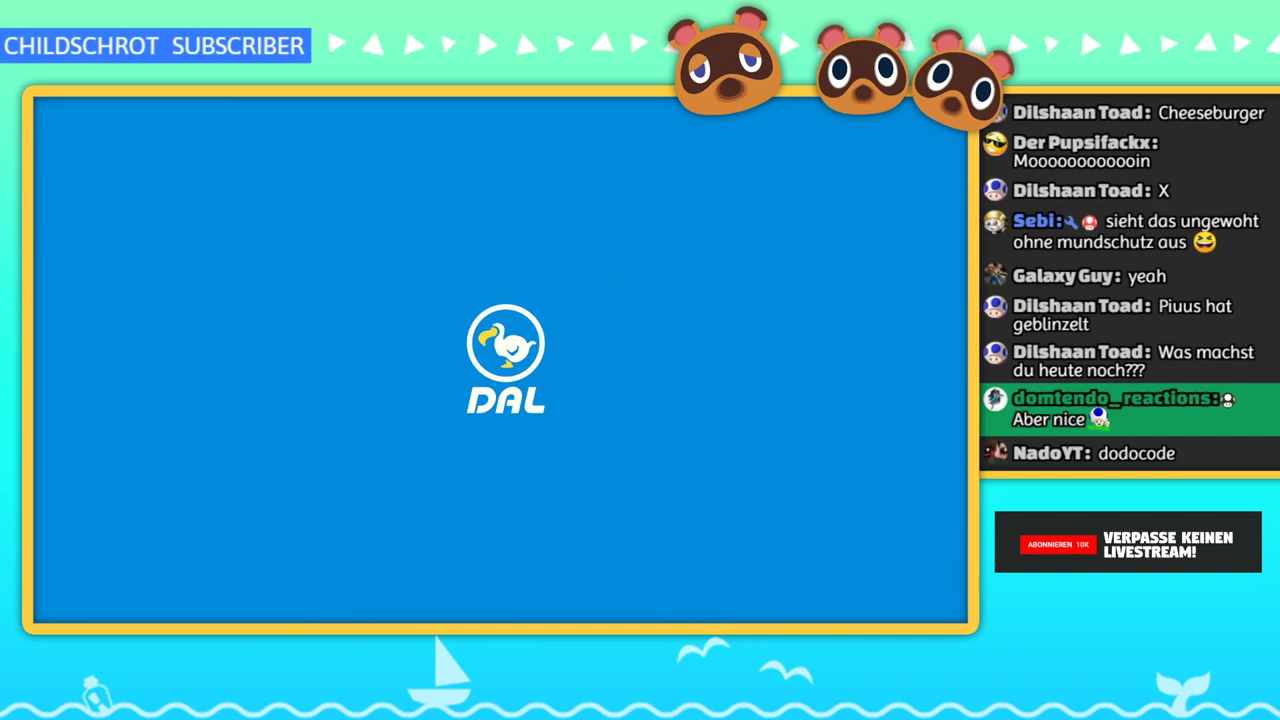 CHILDSCHROT SUBSCRIBER
DAL
Dilshaan Toad: Cheeseburger
Der Pupsifackx:
Moooooooooooin
Dilshaan Toad: X
Sebi: sieht das ungewoht
ohne mundschutz aus
Galaxy Guy: yeah
Dilshaan Toad: Piuus hat
geblinzelt
Dilshaan Toad: Was machst
du heute noch???
domtendo_reactions:
Aber nice
NadoYT: dodocode
ABONNIEREN 10K
VERPASSE KEINEN
LIVESTREAM!